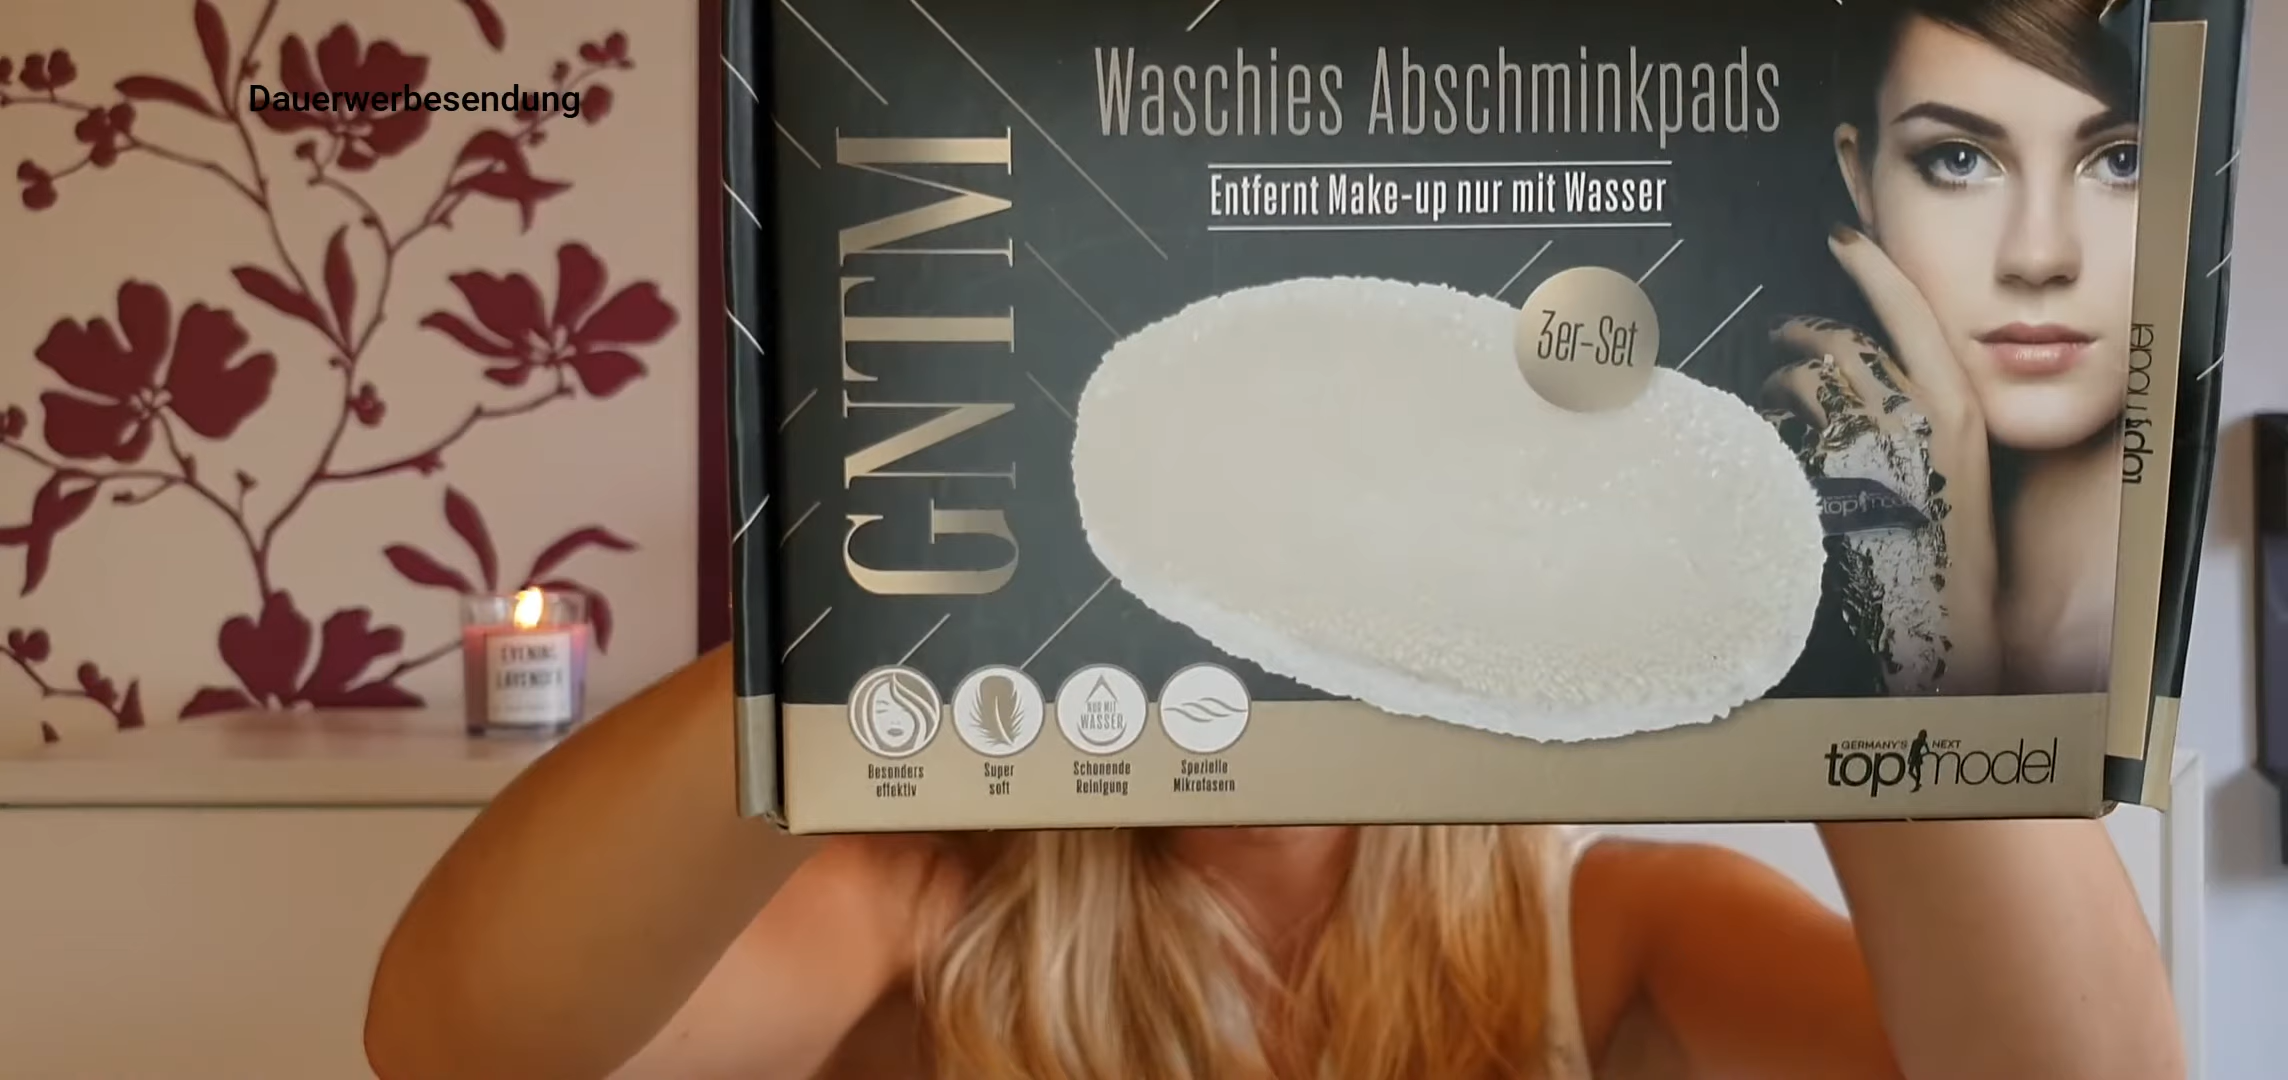 Dauerwerbesendung
Waschies Abschminkpads
Entfernt Make-up nur mit Wasser
GNTM
3er-Set
EVENING
LAVENDER
NUR MIT
WASSER
Besonders
effektiv
Super
soft
Schonende
Reinigung
Spezielle
Mikrofasern
GERMANY'S NEXT
topmodel
topmodel